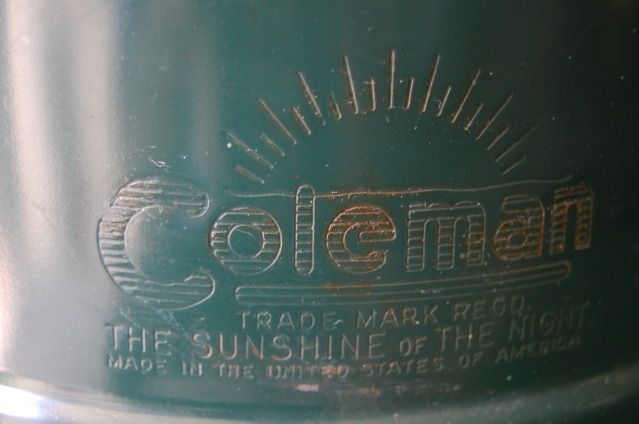 Coleman
TRADE MARK REGD.
THE SUNSHINE OF THE NIGHT
MADE IN THE UNITED STATES OF AMERICA